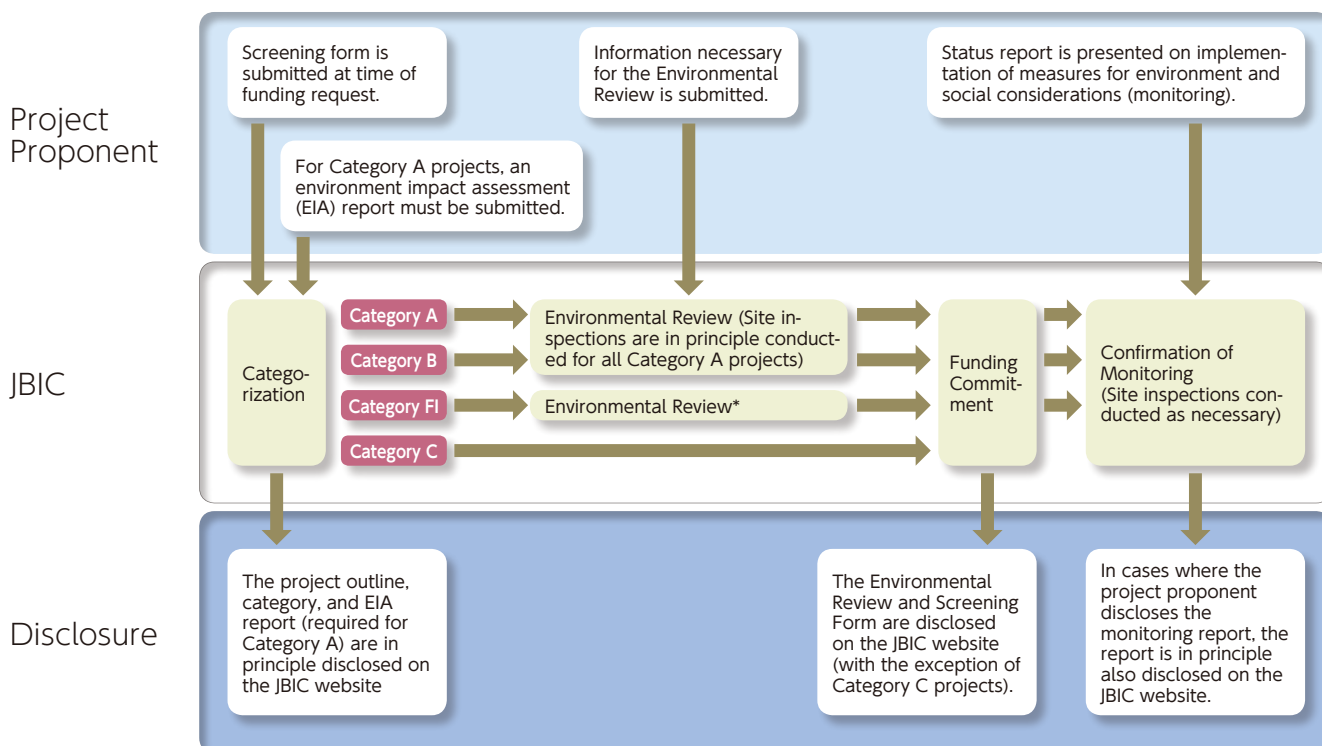 Project
Proponent
Screening form is
submitted at time of
funding request.
Information necessary
for the Environmental
Review is submitted.
Status report is presented on implemen-
tation of measures for environment and
social considerations (monitoring).
For Category A projects, an
environment impact assessment
(EIA) report must be submitted.
JBIC
Catego-
rization
Category A
Category B
Category FI
Category C
Environmental Review (Site in-
spections are in principle conduct-
ed for all Category A projects)
Environmental Review*
Funding
Commit-
ment
Confirmation of
Monitoring
(Site inspections con-
ducted as necessary)
Disclosure
The project outline,
category, and EIA
report (required for
Category A) are in
principle disclosed on
the JBIC website
The Environmental
Review and Screening
Form are disclosed
on the JBIC website
(with the exception of
Category C projects).
In cases where the
project proponent
discloses the
monitoring report, the
report is in principle
also disclosed on the
JBIC website.